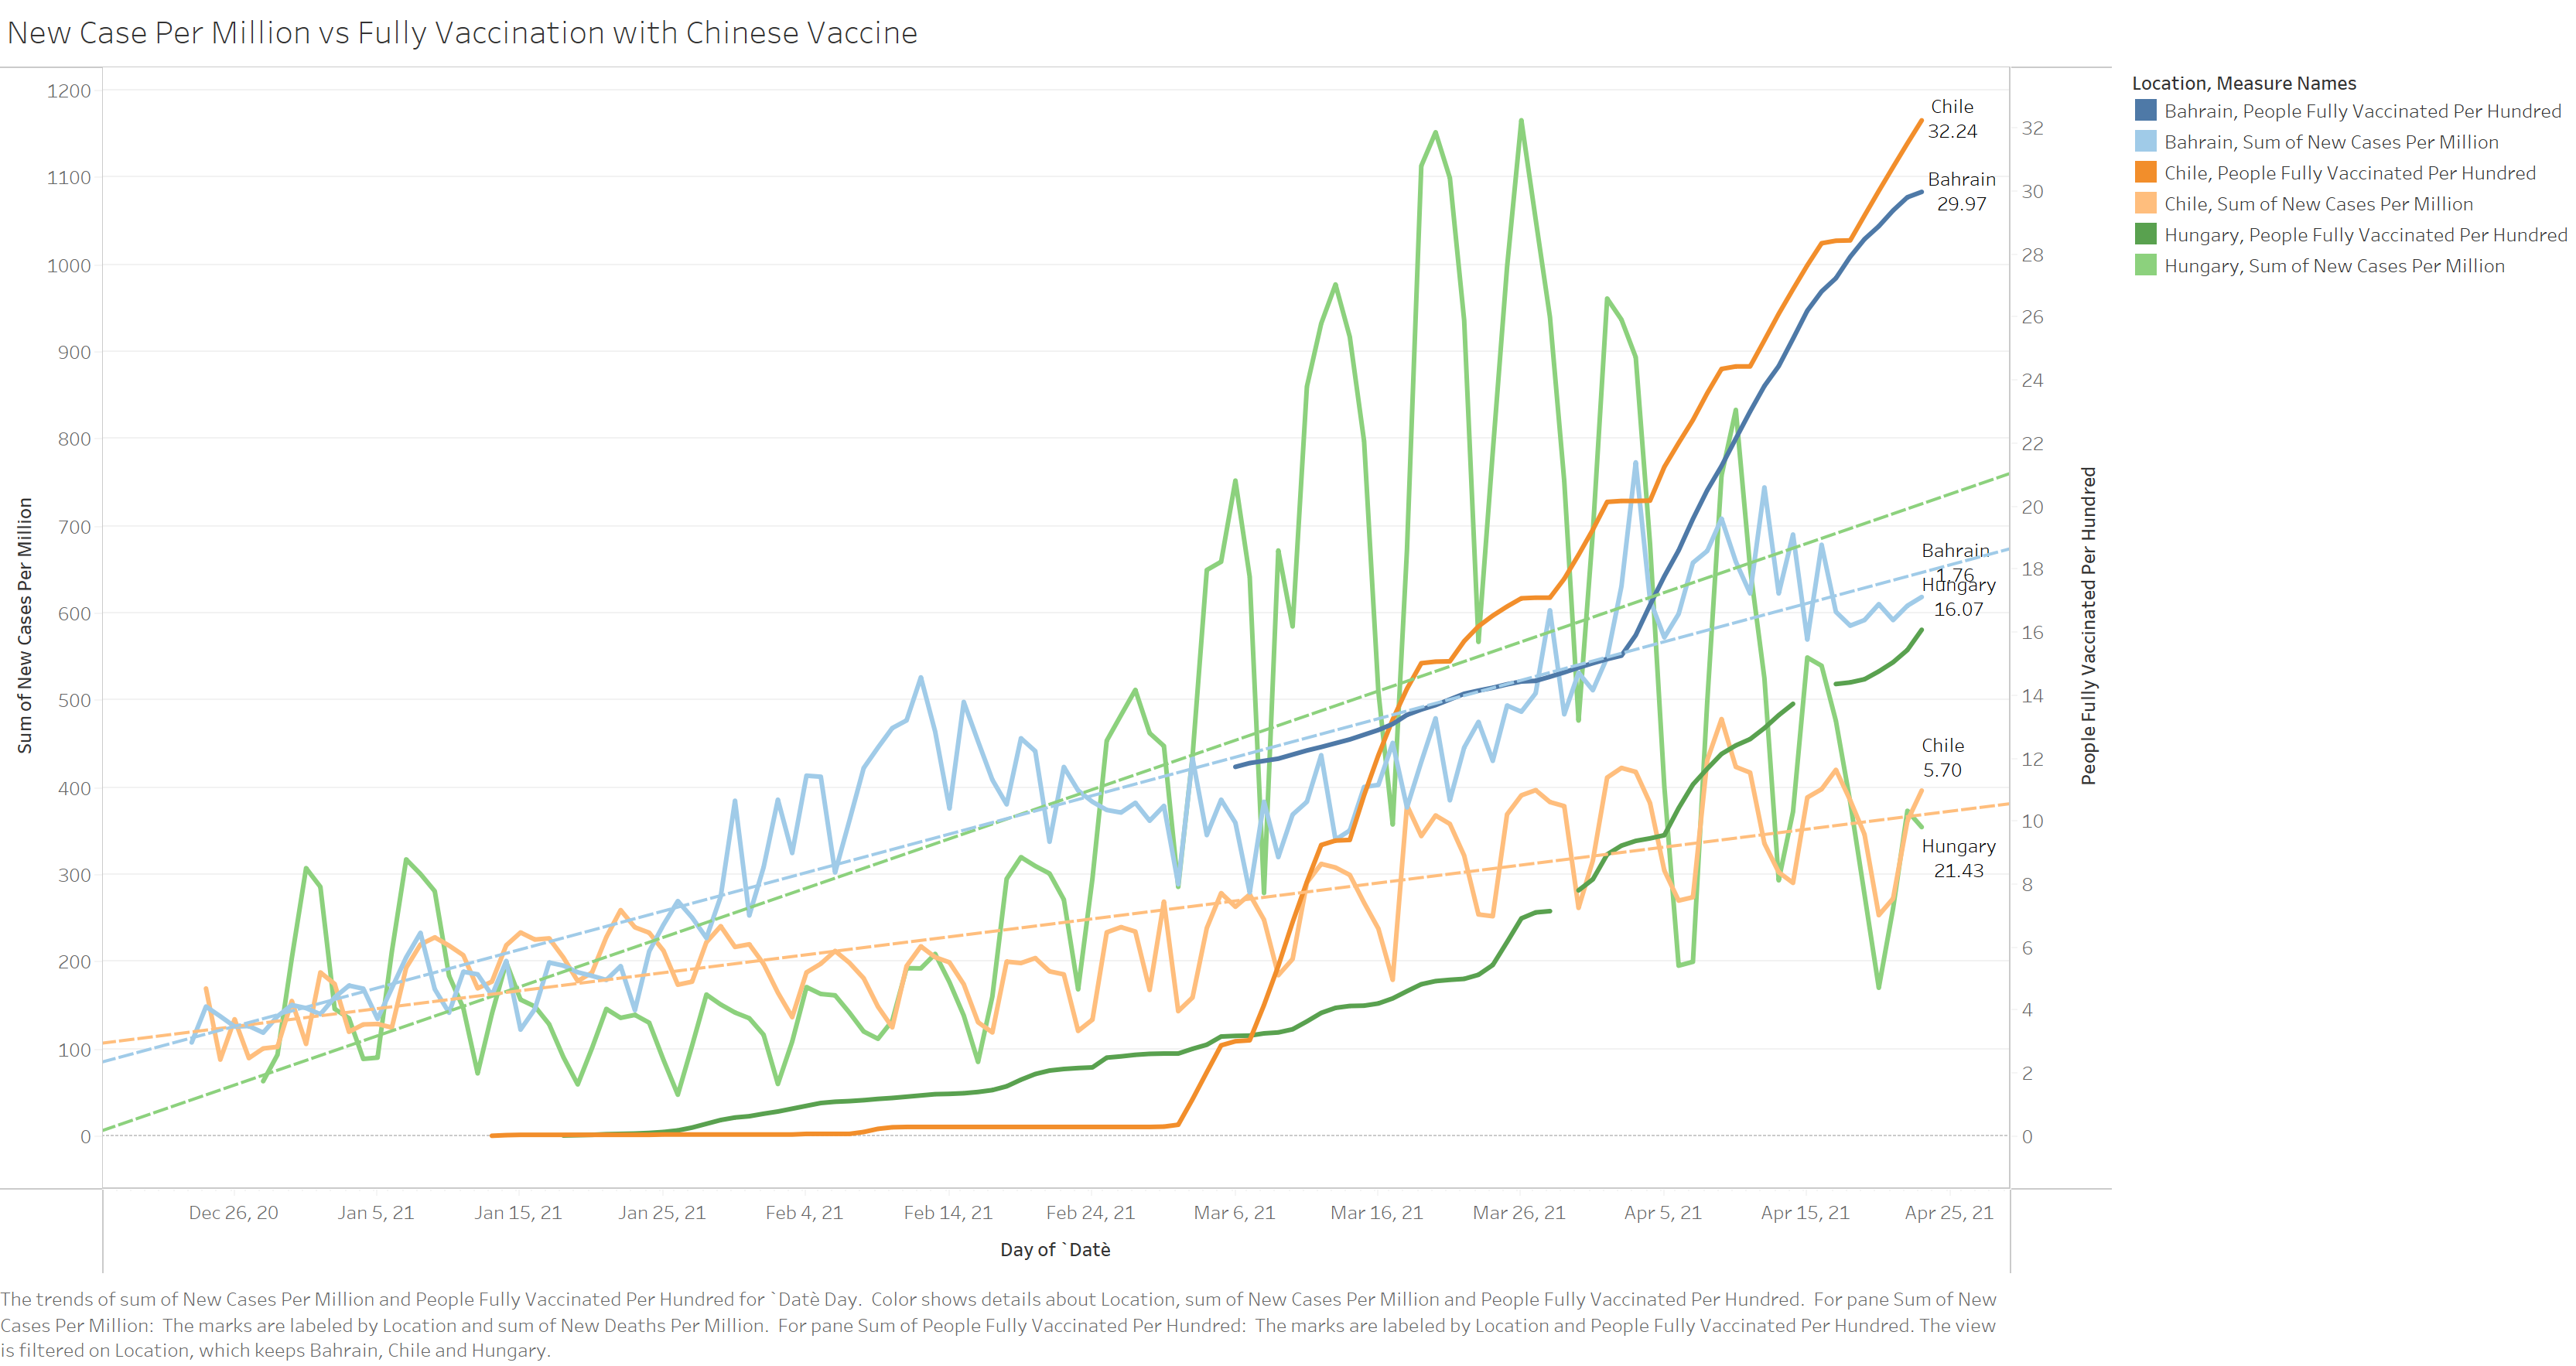 New Case Per Million vs Fully Vaccination with Chinese Vaccine
Sum of New Cases Per Million
1200
1100
1000
900
800
700
600
500
400
300
200
100
0
Chile
32.24
Bahrain
29.97
Bahrain
1.76
Hungary
16.07
Chile
5.70
Hungary
21.43
32
30
28
26
24
22
20
18
16
14
12
10
8
6
4
2
0
People Fully Vaccinated Per Hundred
Dec 26, 20 Jan 5, 21 Jan 15, 21 Jan 25, 21 Feb 4, 21 Feb 14, 21 Feb 24, 21 Mar 6, 21 Mar 16, 21 Mar 26, 21 Apr 5, 21 Apr 15, 21 Apr 25, 21
Day of `Datè
Location, Measure Names
Bahrain, People Fully Vaccinated Per Hundred
Bahrain, Sum of New Cases Per Million
Chile, People Fully Vaccinated Per Hundred
Chile, Sum of New Cases Per Million
Hungary, People Fully Vaccinated Per Hundred
Hungary, Sum of New Cases Per Million
The trends of sum of New Cases Per Million and People Fully Vaccinated Per Hundred for `Datè Day.  Color shows details about Location, sum of New Cases Per Million and People Fully Vaccinated Per Hundred.  For pane Sum of New
Cases Per Million:  The marks are labeled by Location and sum of New Deaths Per Million.  For pane Sum of People Fully Vaccinated Per Hundred:  The marks are labeled by Location and People Fully Vaccinated Per Hundred. The view
is filtered on Location, which keeps Bahrain, Chile and Hungary.